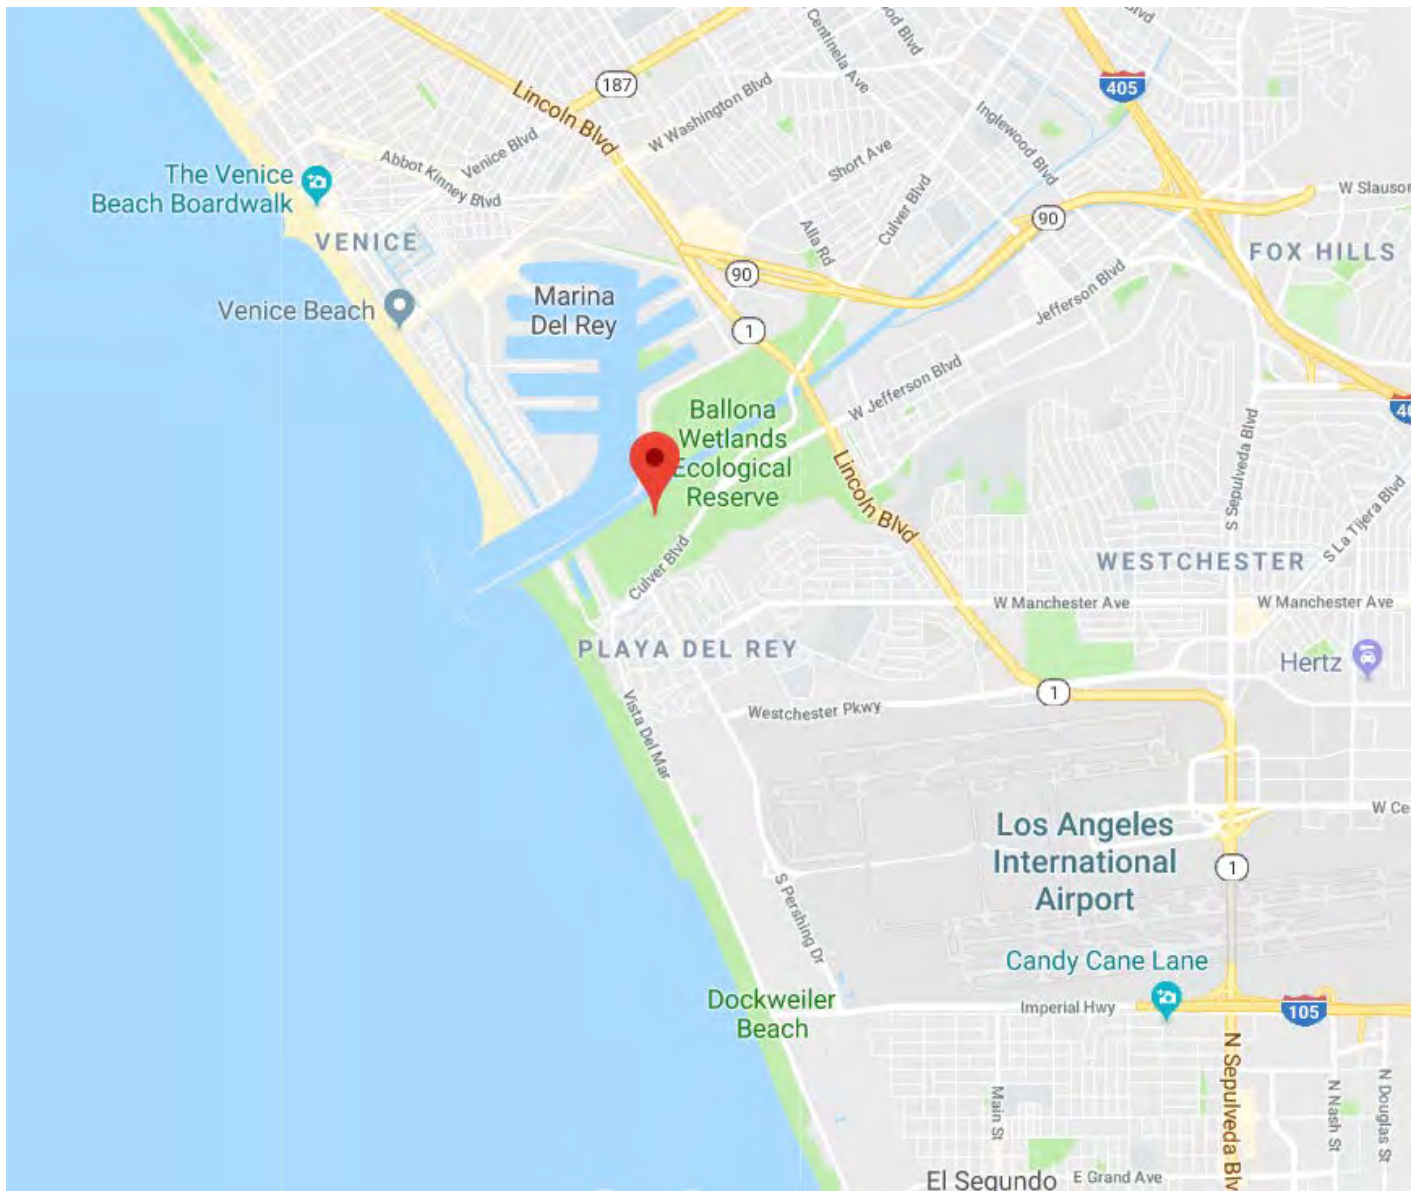 Blvd
Centinela Ave
187
405
Lincoln Blvd
W Washington Blvd
Inglewood Blvd
Venice Blvd
Short Ave
Abbot Kinney Blvd
The Venice
Beach Boardwalk
Culver Blvd
W Slauson
90
VENICE
Alla Rd
FOX HILLS
90
Marina
Del Rey
Jefferson Blvd
Venice Beach
1
W Jefferson Blvd
Ballona
Wetlands
Ecological
Reserve
S Sepulveda Blvd
Lincoln Blvd
S La Tijera Blvd
Culver Blvd
WESTCHESTER
W Manchester Ave
W Manchester Ave
PLAYA DEL REY
Hertz
1
Westchester Pkwy
Vista Del Mar
Los Angeles
International
Airport
W Ce
1
S Pershing Dr
Candy Cane Lane
Dockweiler
Beach
Imperial Hwy
105
N Sepulveda Blv
Main St
N Nash St
N Douglas St
El Segundo
E Grand Ave